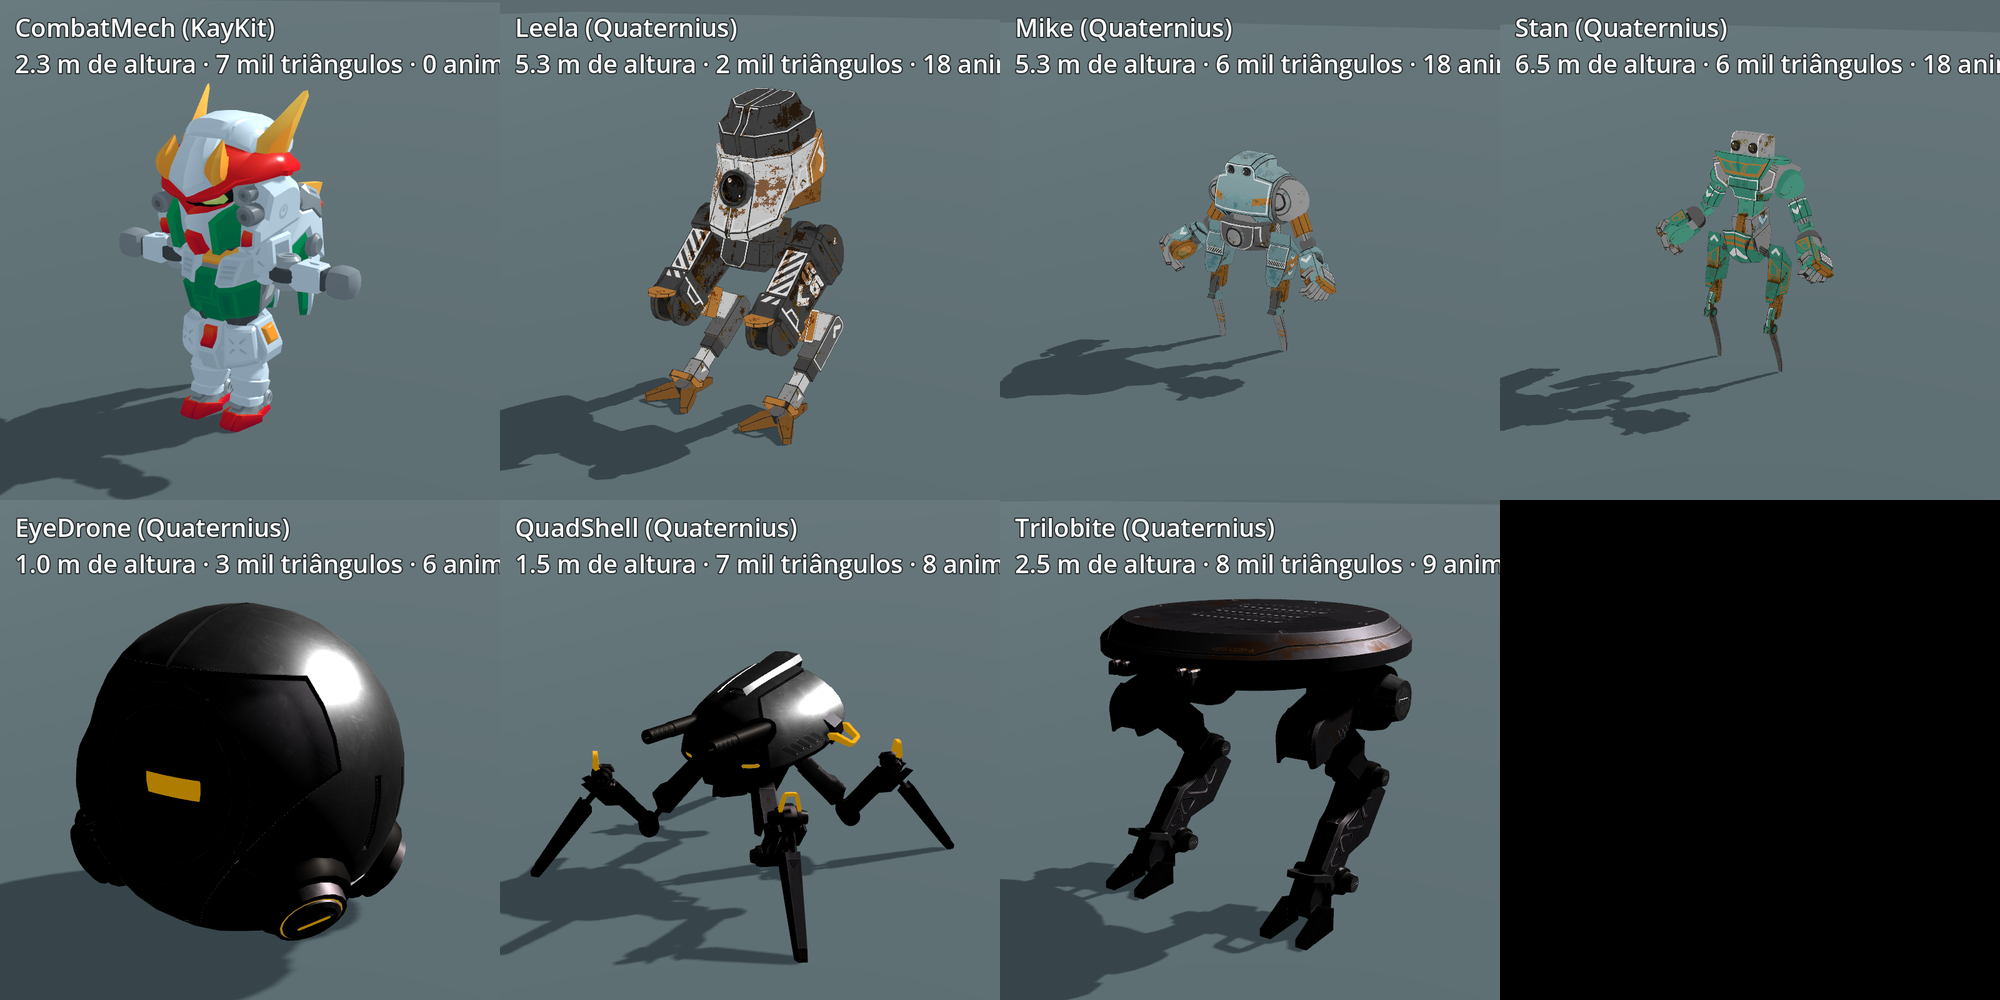 CombatMech (KayKit)
2.3 m de altura · 7 mil triângulos · 0 anim
Leela (Quaternius)
5.3 m de altura · 2 mil triângulos · 18 ani
Mike (Quaternius)
5.3 m de altura · 6 mil triângulos · 18 ani
Stan (Quaternius)
6.5 m de altura · 6 mil triângulos · 18 ani
EyeDrone (Quaternius)
1.0 m de altura · 3 mil triângulos · 6 anim
QuadShell (Quaternius)
1.5 m de altura · 7 mil triângulos · 8 anim
Trilobite (Quaternius)
2.5 m de altura · 8 mil triângulos · 9 anim